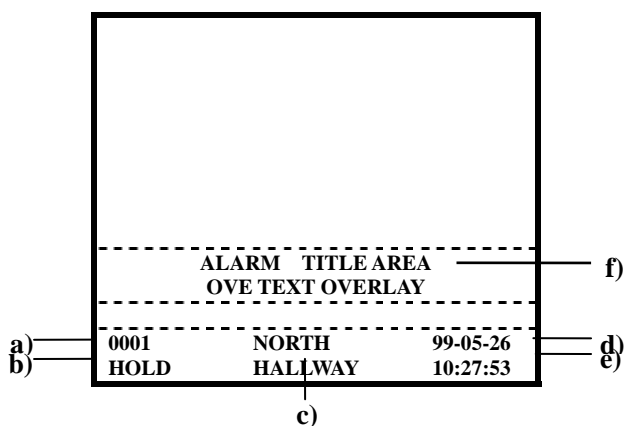 ALARM TITLE AREA
f)
OVE TEXT OVERLAY
a)
0001 NORTH 99-05-26
d)
b)
HOLD HALLWAY 10:27:53
e)
c)